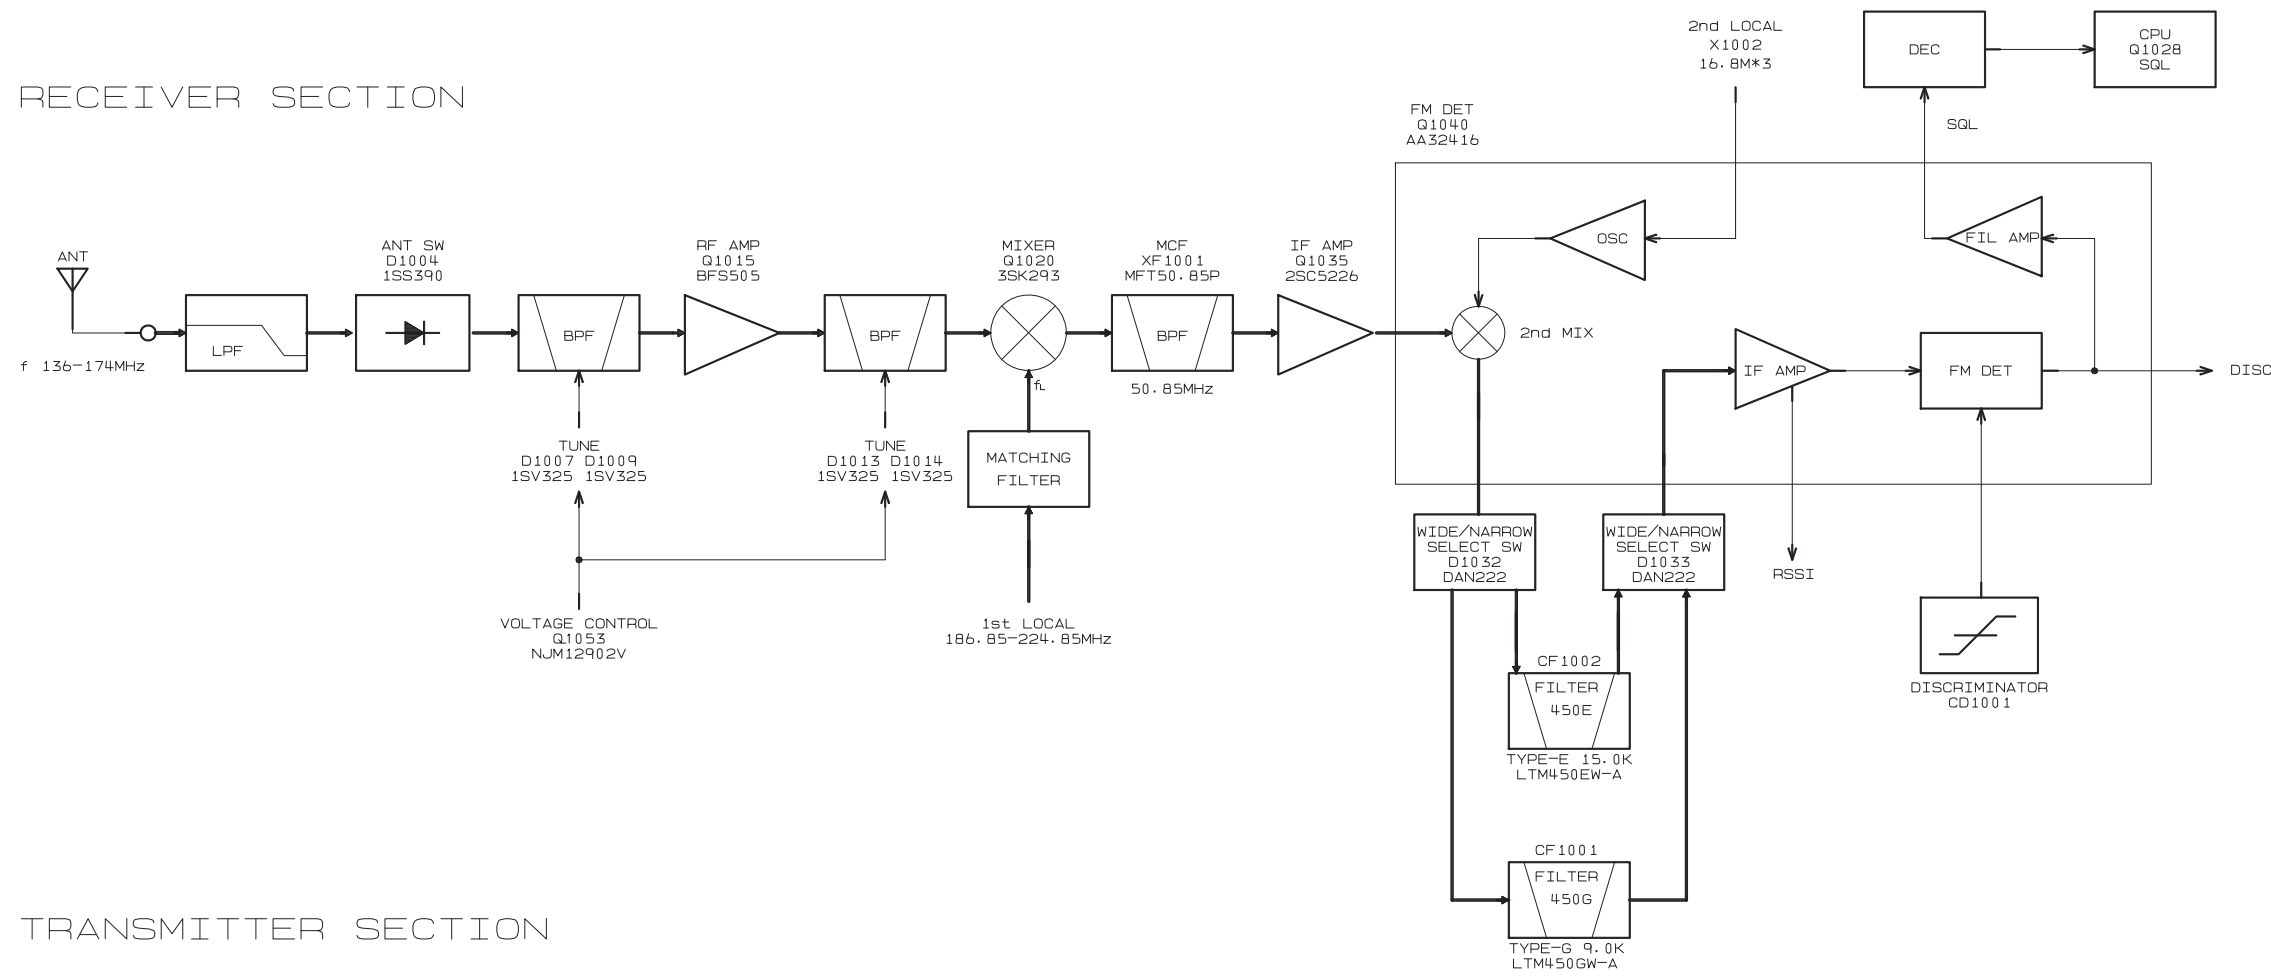 RECEIVER SECTION
2nd LOCAL
X1002
16.8M*3
DEC
CPU
Q1028
SQL
FM DET
Q1040
AA32416
SQL
ANT
f 136-174MHz
LPF
ANT SW
D1004
1SS390
BPF
RF AMP
Q1015
BFS505
BPF
MIXER
Q1020
3SK293
fL
MCF
XF1001
MFT50.85P
BPF
50.85MHz
IF AMP
Q1035
2SC5226
OSC
FIL AMP
2nd MIX
IF AMP
FM DET
DISC
TUNE
D1007 D1009
1SV325 1SV325
TUNE
D1013 D1014
1SV325 1SV325
MATCHING
FILTER
VOLTAGE CONTROL
Q1053
NJM12902V
1st LOCAL
186.85-224.85MHz
WIDE/NARROW
SELECT SW
D1032
DAN222
WIDE/NARROW
SELECT SW
D1033
DAN222
RSSI
DISCRIMINATOR
CD1001
CF1002
FILTER
450E
TYPE-E 15.0K
LTM450EW-A
CF1001
FILTER
450G
TYPE-G 9.0K
LTM450GW-A
TRANSMITTER SECTION